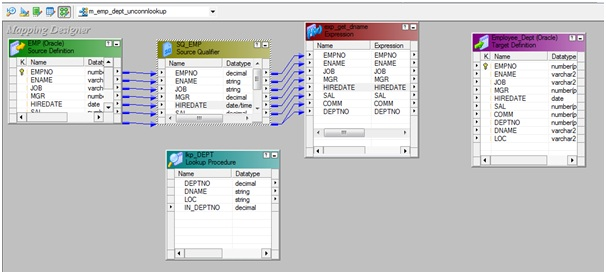 m_emp_dept_unconnlookup
Mapping Designer
EMP (Oracle)
Source Definition
K Name Datatyp
EMPNO numbe
ENAME varch
JOB varch
MGR numbe
HIREDATE date
SAL numbe
SQ_EMP
Source Qualifier
Name Datatype
EMPNO decimal
ENAME string
JOB string
MGR decimal
HIREDATE date/time
SAL decimal
exp_get_dname
Expression
Name Expression
EMPNO EMPNO
ENAME ENAME
JOB JOB
MGR MGR
HIREDATE HIREDATE
SAL SAL
COMM COMM
DEPTNO DEPTNO
Employee_Dept (Oracle)
Target Definition
K Name Datatyp
EMPNO number(p
ENAME varchar2
JOB varchar2
MGR number(p
HIREDATE date
SAL number(p
COMM number(p
DEPTNO number(p
DNAME varchar2
LOC varchar2
lkp_DEPT
Lookup Procedure
Name Datatype
DEPTNO decimal
DNAME string
LOC string
IN_DEPTNO decimal